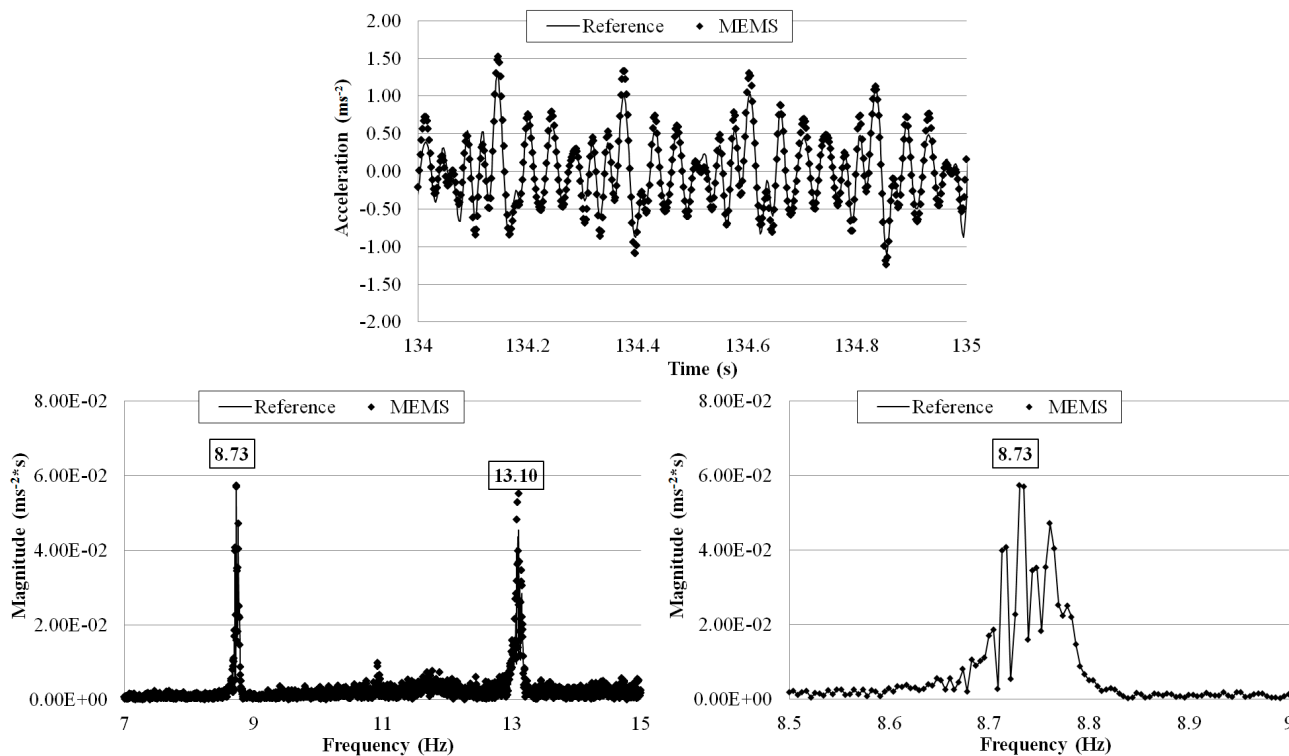 Reference MEMS
Acceleration (ms⁻²)
2.00
1.50
1.00
0.50
0.00
-0.50
-1.00
-1.50
-2.00
134 134.2 134.4 134.6 134.8 135
Time (s)
Reference MEMS
Magnitude (ms⁻²*s)
8.00E-02
6.00E-02
4.00E-02
2.00E-02
0.00E+00
8.73
13.10
7 9 11 13 15
Frequency (Hz)
Reference MEMS
Magnitude (ms⁻²*s)
8.00E-02
6.00E-02
4.00E-02
2.00E-02
0.00E+00
8.73
8.5 8.6 8.7 8.8 8.9 9
Frequency (Hz)